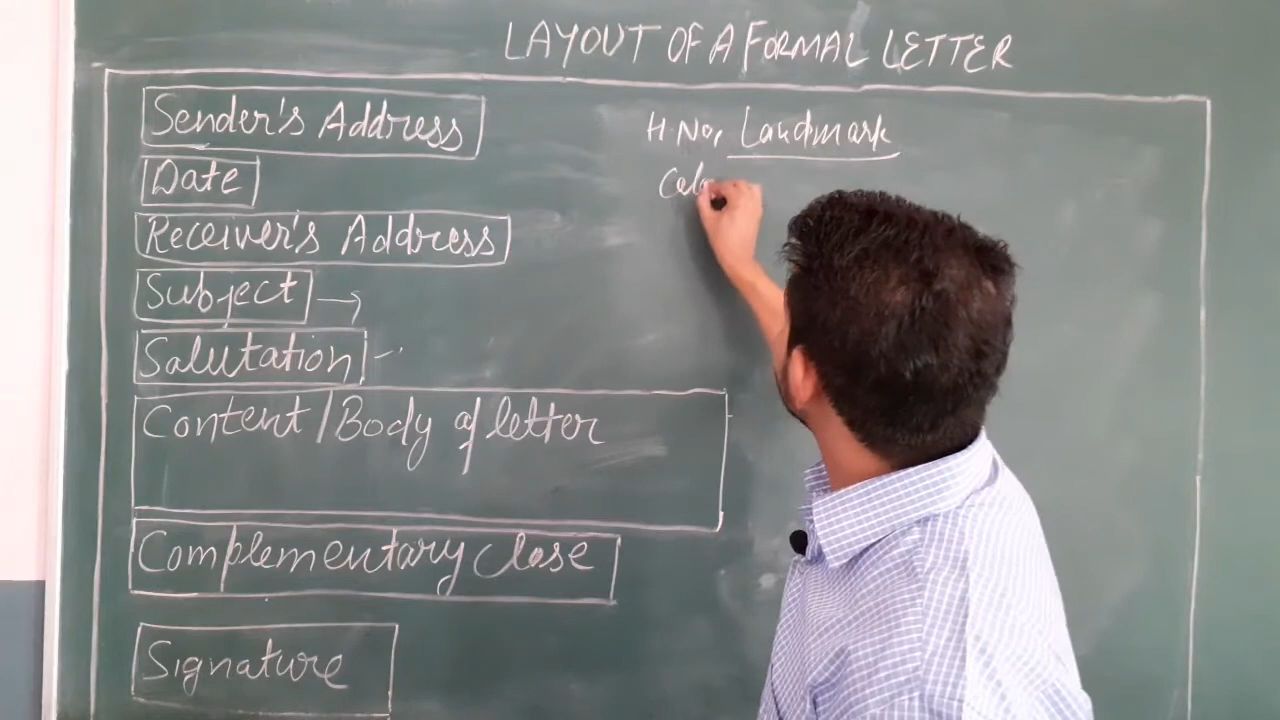 LAYOUT OF A FORMAL LETTER
Sender's Address
Date
Receiver's Address
Subject
Salutation
Content/Body of letter
Complementary Close
Signature
H No, Landmark